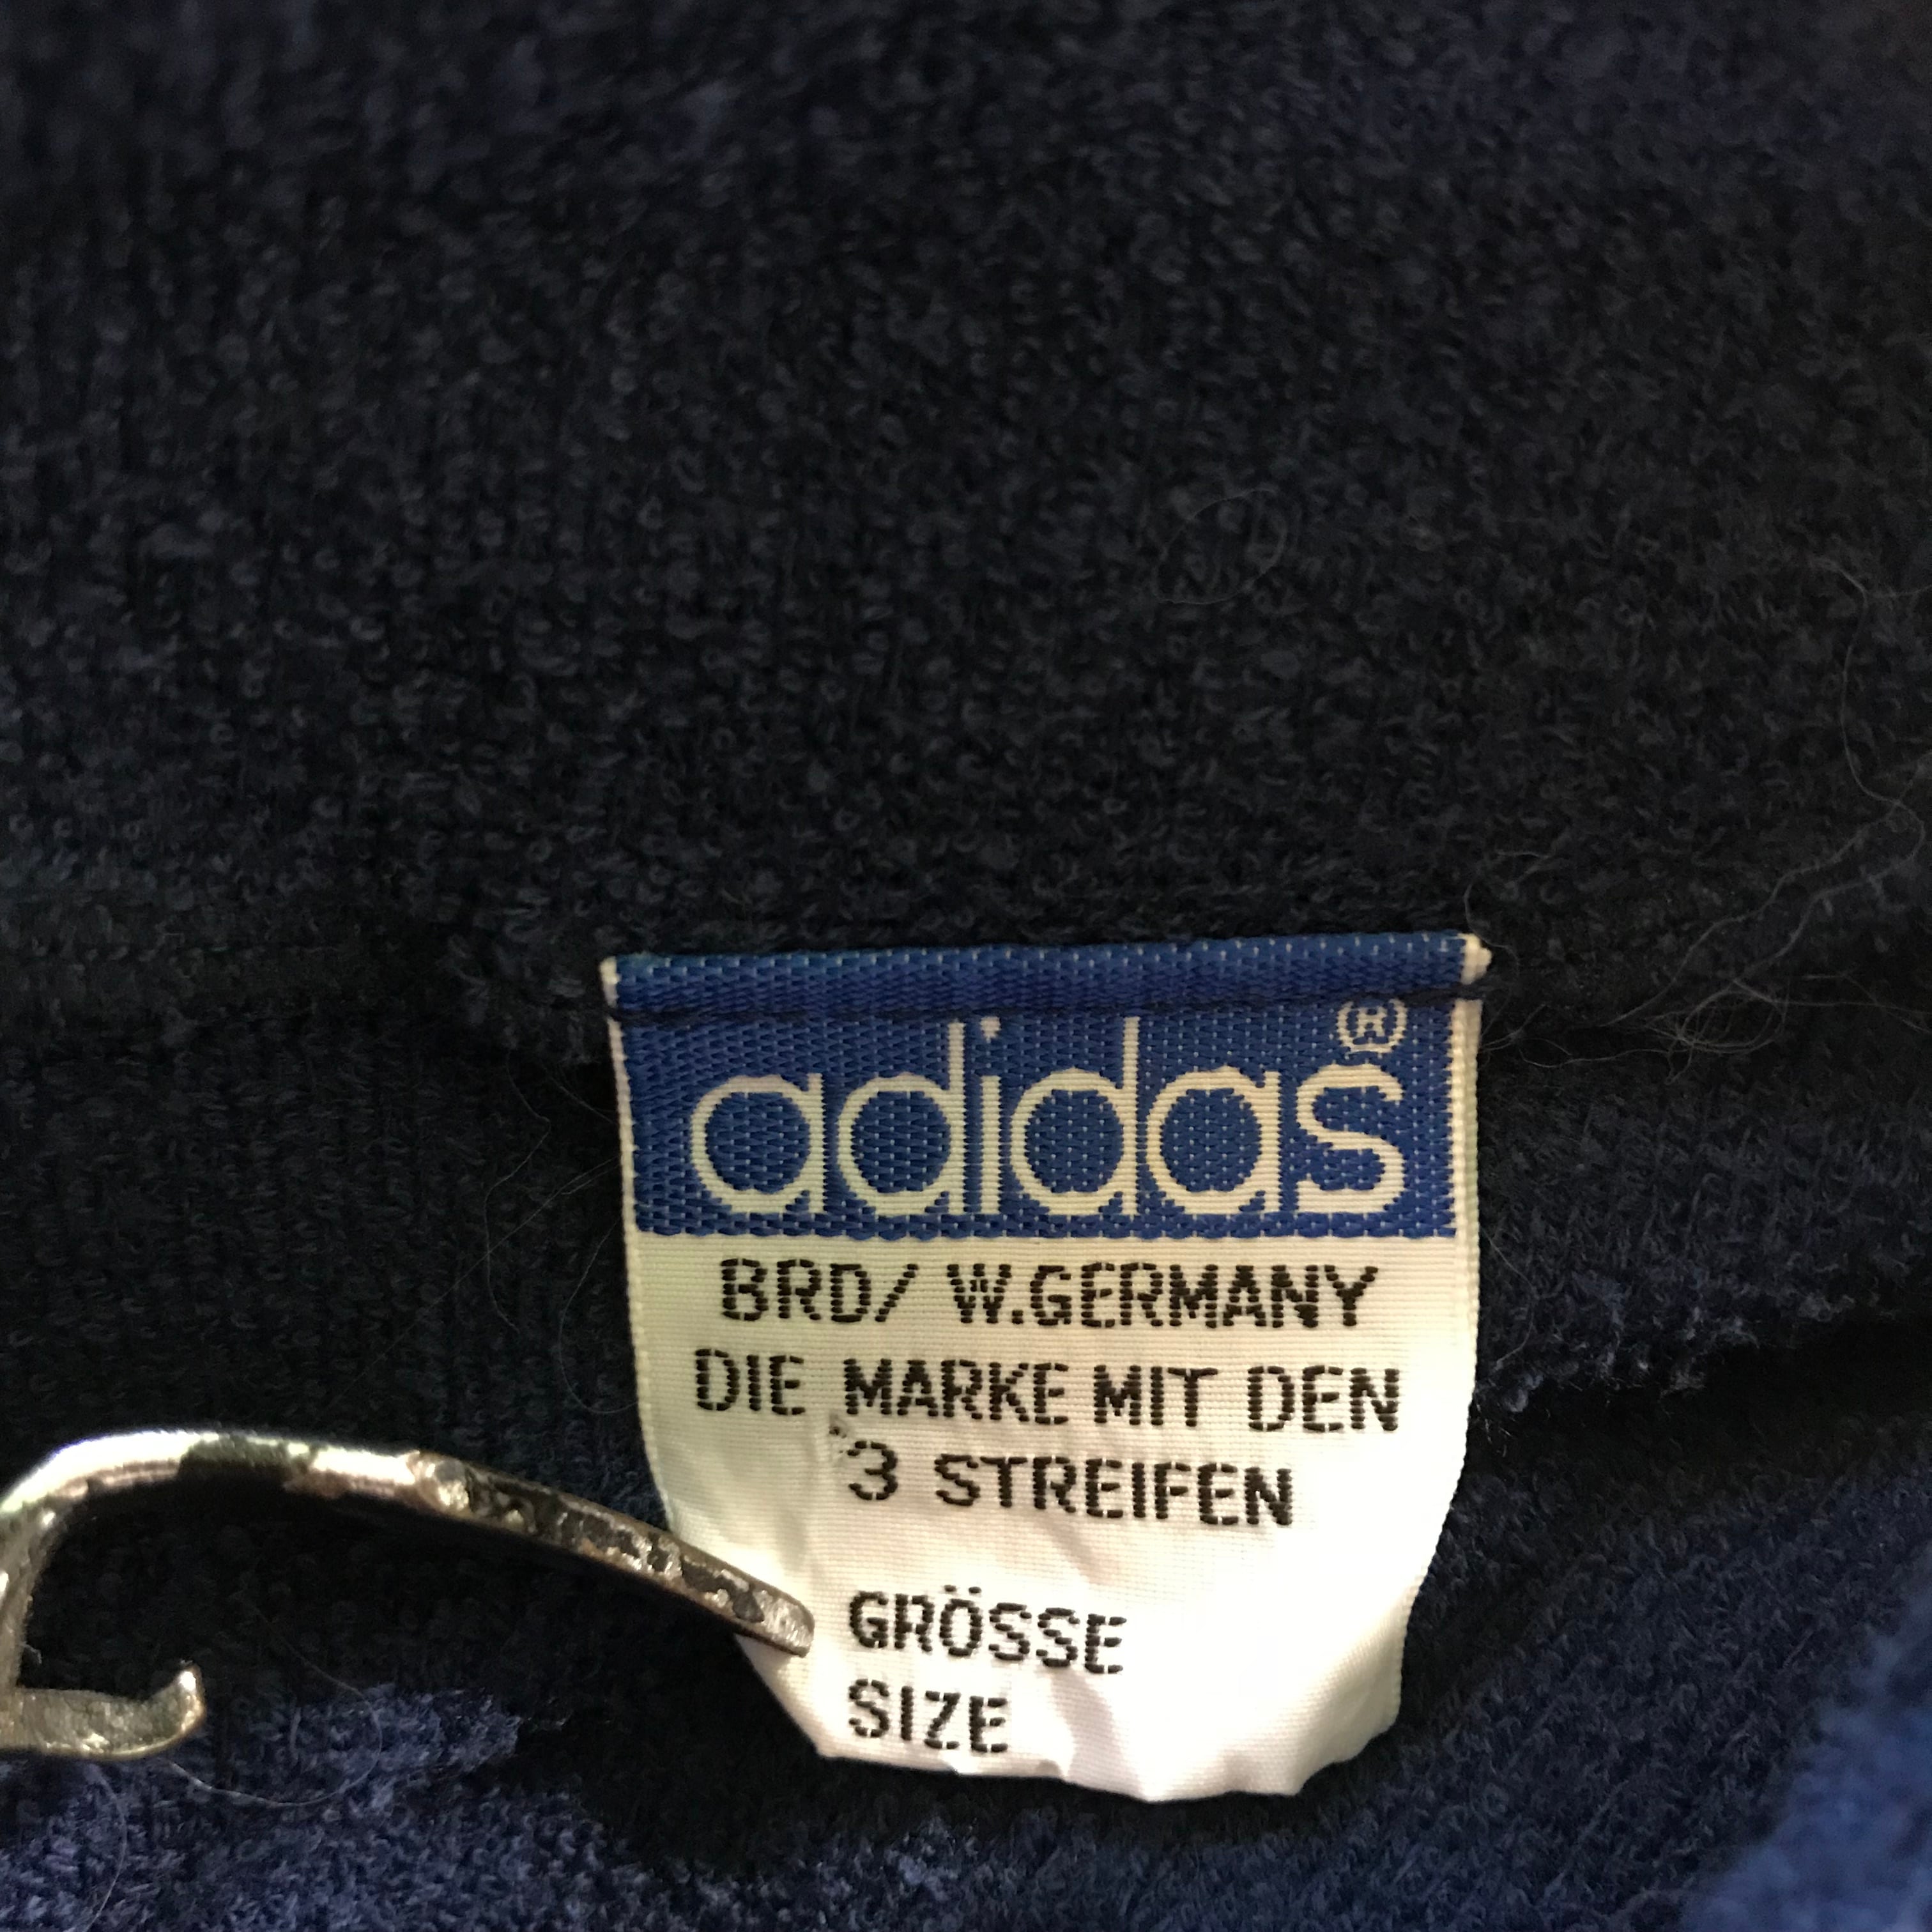 adidas®
BRD/ W.GERMANY
DIE MARKE MIT DEN
3 STREIFEN
GRÖSSE
SIZE